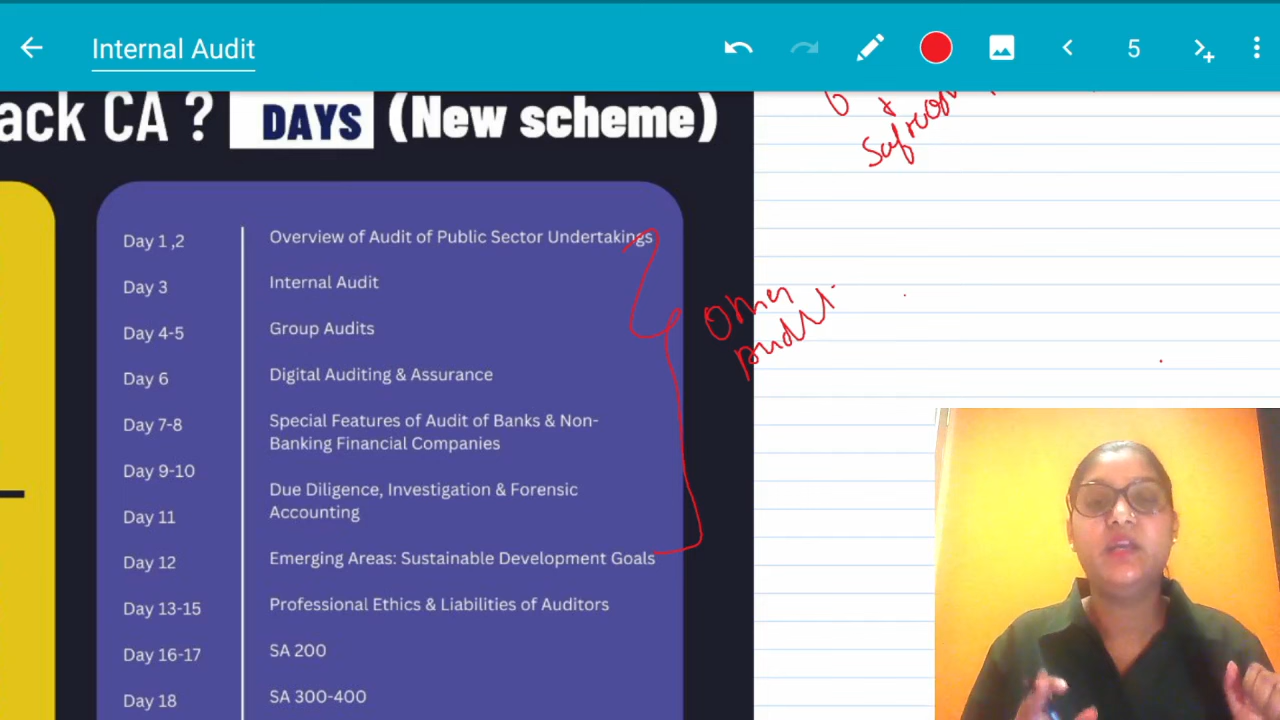 Internal Audit
5
ack CA ? DAYS (New scheme)
Day 1 ,2
Overview of Audit of Public Sector Undertakings
Day 3
Internal Audit
Day 4-5
Group Audits
Day 6
Digital Auditing & Assurance
Day 7-8
Special Features of Audit of Banks & Non-
Banking Financial Companies
Day 9-10
Due Diligence, Investigation & Forensic
Accounting
Day 11
Day 12
Emerging Areas: Sustainable Development Goals
Day 13-15
Professional Ethics & Liabilities of Auditors
Day 16-17
SA 200
Day 18
SA 300-400
Other
Audit